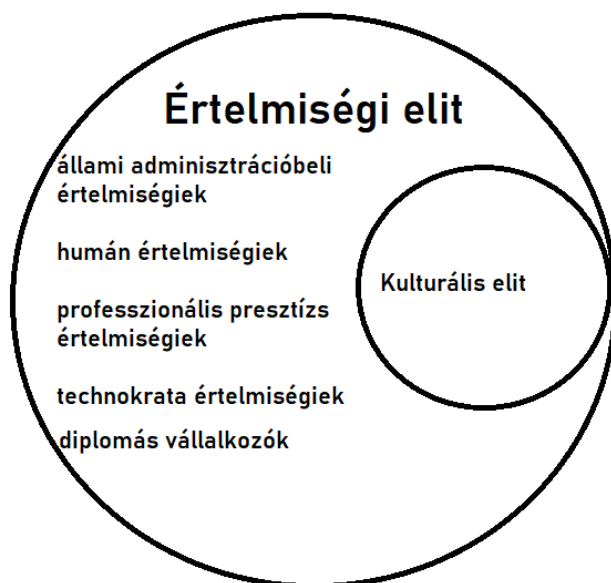 Értelmiségi elit
állami adminisztrációbeli
értelmiségiek
humán értelmiségiek
Kulturális elit
professzionális presztízs
értelmiségiek
technokrata értelmiségiek
diplomás vállalkozók